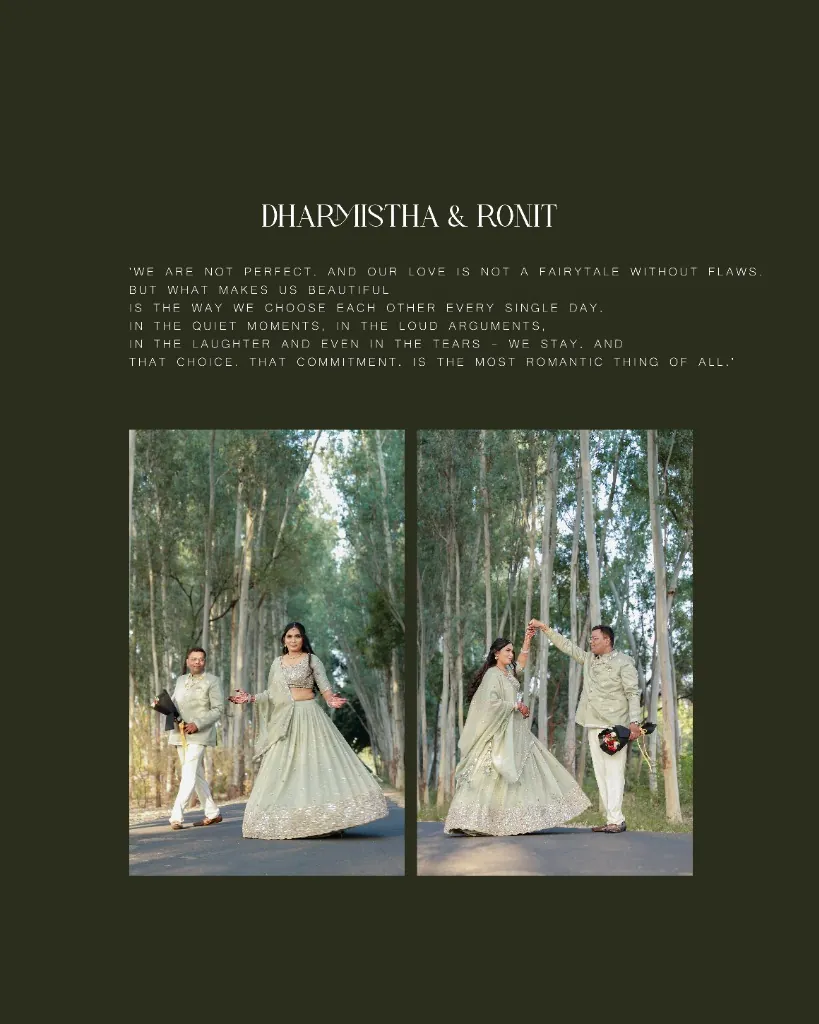 DHARMISTHA & RONIT
'WE ARE NOT PERFECT. AND OUR LOVE IS NOT A FAIRYTALE WITHOUT FLAWS.
BUT WHAT MAKES US BEAUTIFUL
IS THE WAY WE CHOOSE EACH OTHER EVERY SINGLE DAY.
IN THE QUIET MOMENTS, IN THE LOUD ARGUMENTS,
IN THE LAUGHTER AND EVEN IN THE TEARS – WE STAY. AND
THAT CHOICE. THAT COMMITMENT. IS THE MOST ROMANTIC THING OF ALL.'